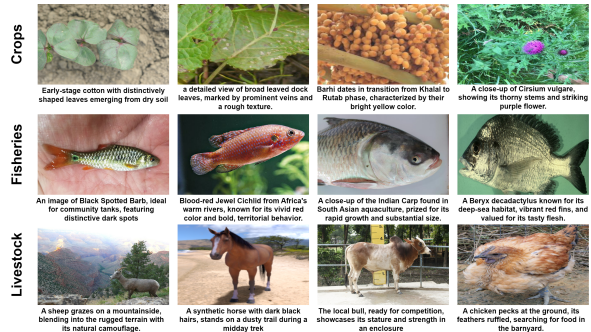 Crops
Early-stage cotton with distinctively
shaped leaves emerging from dry soil
a detailed view of broad leaved dock
leaves, marked by prominent veins and
a rough texture.
Barhi dates in transition from Khalal to
Rutab phase, characterized by their
bright yellow color.
A close-up of Cirsium vulgare,
showing its thorny stems and striking
purple flower.
Fisheries
An image of Black Spotted Barb, ideal
for community tanks, featuring
distinctive dark spots
Blood-red Jewel Cichlid from Africa's
warm rivers, known for its vivid red
color and bold, territorial behavior.
A close-up of the Indian Carp found in
South Asian aquaculture, prized for its
rapid growth and substantial size.
A Beryx decadactylus known for its
deep-sea habitat, vibrant red fins, and
valued for its tasty flesh.
Livestock
A sheep grazes on a mountainside,
blending into the rugged terrain with
its natural camouflage.
A synthetic horse with dark black
hairs, stands on a dusty trail during a
midday trek
The local bull, ready for competition,
showcases its stature and strength in
an enclosure
A chicken pecks at the ground, its
feathers ruffled, searching for food in
the barnyard.